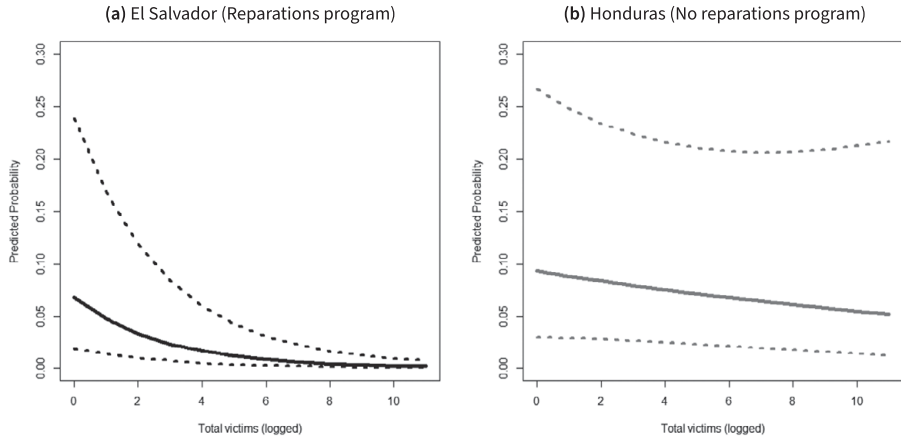 (a) El Salvador (Reparations program)
0.30
0.25
0.20
0.15
0.10
0.05
0.00
Predicted Probability
0 2 4 6 8 10
Total victims (logged)
(b) Honduras (No reparations program)
0.30
0.25
0.20
0.15
0.10
0.05
0.00
Predicted Probability
0 2 4 6 8 10
Total victims (logged)